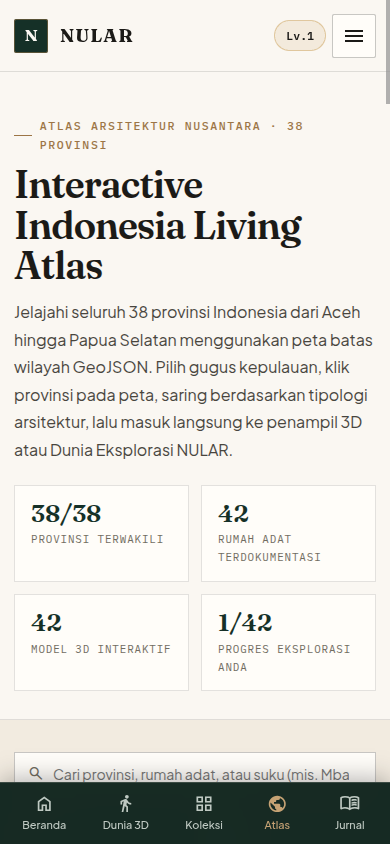 N NULAR Lv.1
ATLAS ARSITEKTUR NUSANTARA · 38
PROVINSI
Interactive
Indonesia Living
Atlas
Jelajahi seluruh 38 provinsi Indonesia dari Aceh
hingga Papua Selatan menggunakan peta batas
wilayah GeoJSON. Pilih gugus kepulauan, klik
provinsi pada peta, saring berdasarkan tipologi
arsitektur, lalu masuk langsung ke penampil 3D
atau Dunia Eksplorasi NULAR.
38/38
PROVINSI TERWAKILI
42
RUMAH ADAT
TERDOKUMENTASI
42
MODEL 3D INTERAKTIF
1/42
PROGRES EKSPLORASI
ANDA
Cari provinsi, rumah adat, atau suku (mis. Mba
Beranda Dunia 3D Koleksi Atlas Jurnal